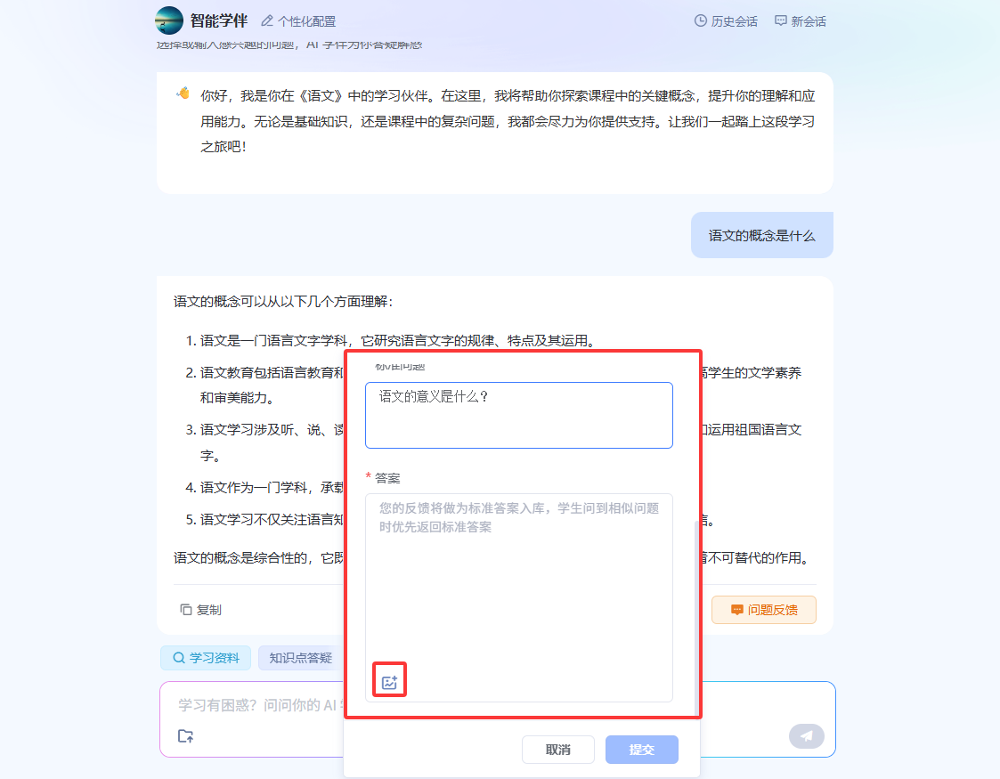 智能学伴 个性化配置 历史会话 新会话
选择或输入感兴趣的问题，AI 学伴为你答疑解惑
你好，我是你在《语文》中的学习伙伴。在这里，我将帮助你探索课程中的关键概念，提升你的理解和应
用能力。无论是基础知识，还是课程中的复杂问题，我都会尽力为你提供支持。让我们一起踏上这段学习
之旅吧！
语文的概念是什么
语文的概念可以从以下几个方面理解：
1. 语文是一门语言文字学科，它研究语言文字的规律、特点及其运用。
2. 语文教育包括语言教育和
高学生的文学素养
和审美能力。
3. 语文学习涉及听、说、读
和运用祖国语言文
字。
4. 语文作为一门学科，承载
5. 语文学习不仅关注语言知
语文的概念是综合性的，它既
着不可替代的作用。
复制
问题反馈
学习资料 知识点答疑
学习有困惑？问问你的 AI
标准问题
语文的意义是什么？
* 答案
您的反馈将做为标准答案入库，学生问到相似问题
时优先返回标准答案
取消 提交